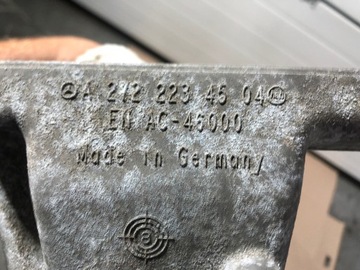 A 212 223 45 04
EN AC-46000
Made in Germany